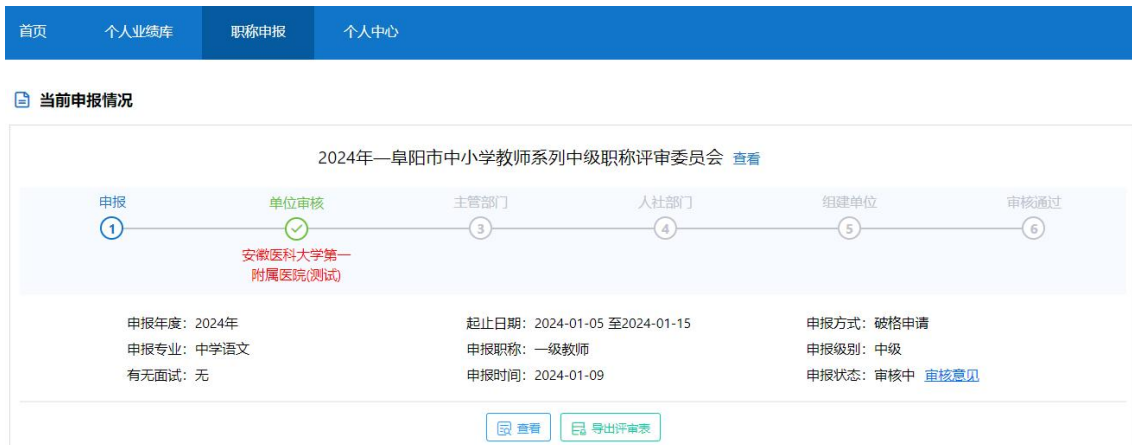 首页 个人业绩库 职称申报 个人中心
当前申报情况
2024年—阜阳市中小学教师系列中级职称评审委员会 查看
申报 单位审核 主管部门 人社部门 组建单位 审核通过
1 3 4 5 6
安徽医科大学第一
附属医院(测试)
申报年度：2024年 起止日期：2024-01-05 至2024-01-15 申报方式：破格申请
申报专业：中学语文 申报职称：一级教师 申报级别：中级
有无面试：无 申报时间：2024-01-09 申报状态：审核中 审核意见
查看 导出评审表